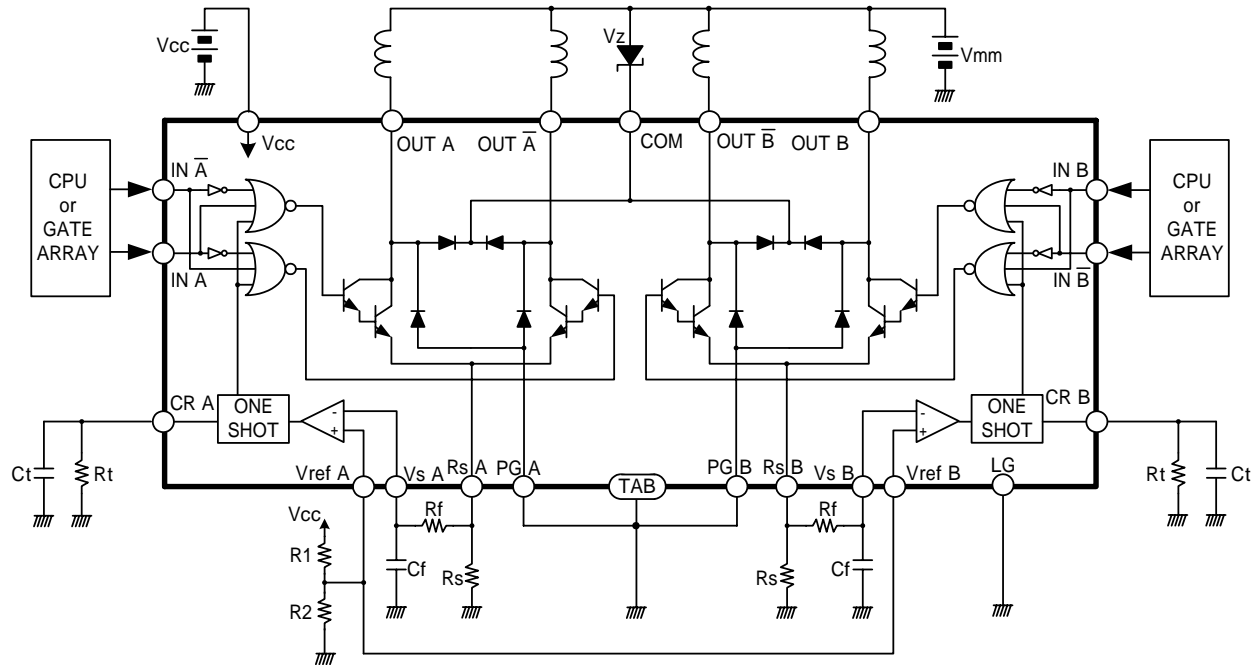 Vcc
Vz
Vmm
Vcc
OUT A
OUT A̅
COM
OUT B̅
OUT B
CPU
or
GATE
ARRAY
IN A̅
IN A
IN B
IN B̅
CPU
or
GATE
ARRAY
CR A
ONE
SHOT
-
+
-
+
ONE
SHOT
CR B
Ct
Rt
Vref A
Vs A
Rs A
PG A
TAB
PG B
Rs B
Vs B
Vref B
LG
Rt
Ct
Vcc
R1
R2
Rf
Cf
Rs
Rf
Rs
Cf